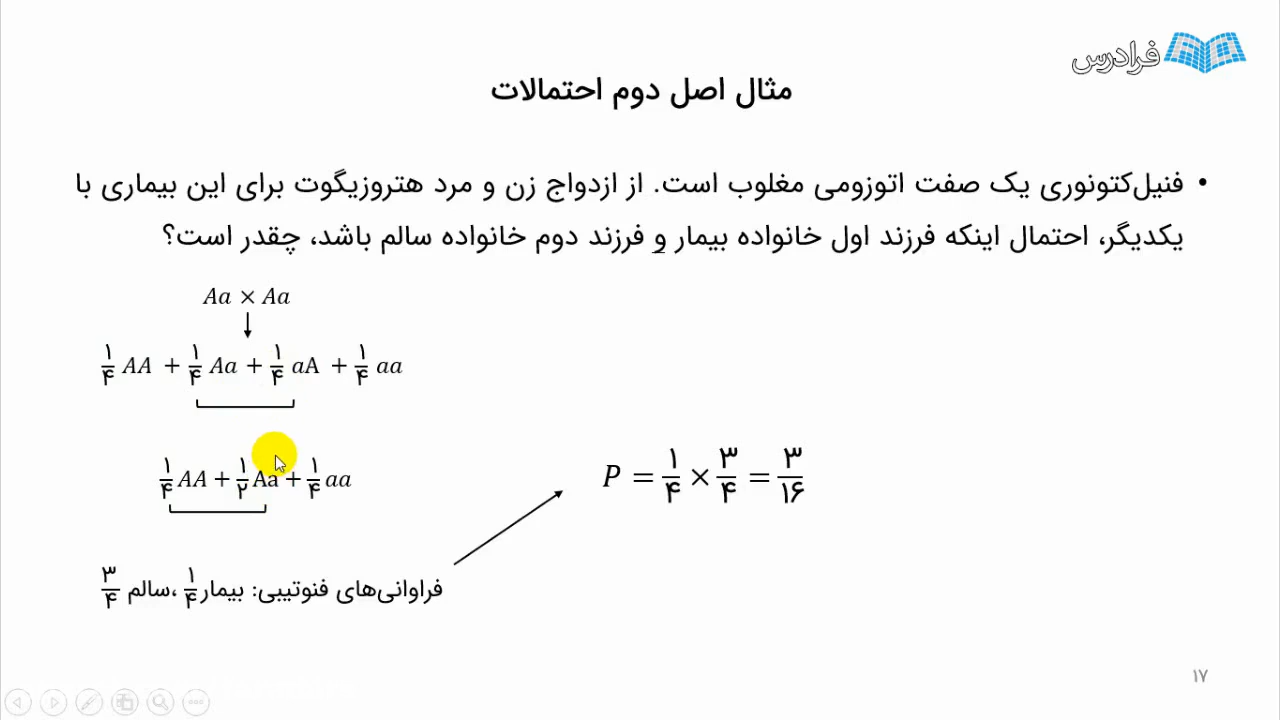 فرادرس
مثال اصل دوم احتمالات
• فنیل‌کتونوری یک صفت اتوزومی مغلوب است. از ازدواج زن و مرد هتروزیگوت برای این بیماری با
یکدیگر، احتمال اینکه فرزند اول خانواده بیمار و فرزند دوم خانواده سالم باشد، چقدر است؟
Aa × Aa
۱/۴ AA + ۱/۴ Aa + ۱/۴ aA + ۱/۴ aa
۱/۴ AA + ۱/۲ Aa + ۱/۴ aa
P = ۱/۴ × ۳/۴ = ۳/۱۶
فراوانی‌های فنوتیبی: بیمار ۱/۴، سالم ۳/۴
۱۷